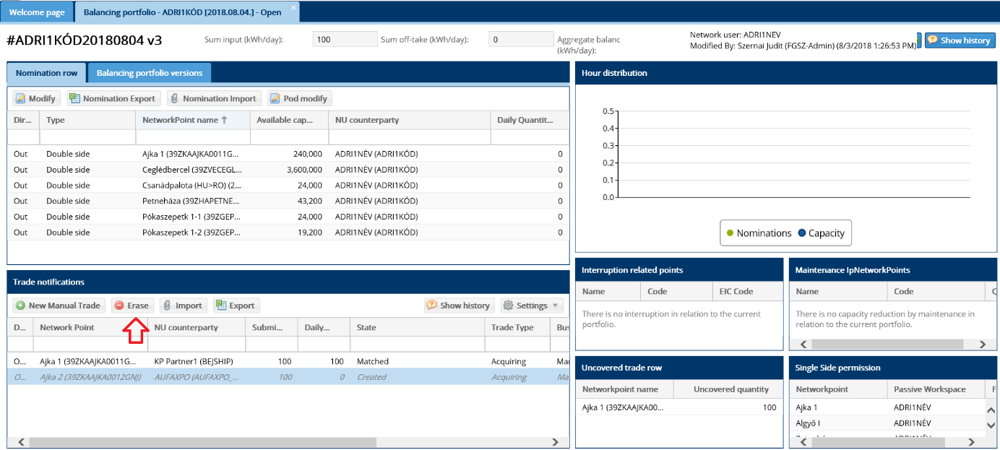 Welcome page
Balancing portfolio - ADRI1KÓD [2018.08.04.] - Open
#ADRI1KÓD20180804 v3
Sum input (kWh/day):
100
Sum off-take (kWh/day):
0
Aggregate balanc
(kWh/day):
Network user: ADRI1NEV
Modified By: Szernai Judit (FGSZ-Admin) (8/3/2018 1:26:53 PM)
Show history
Nomination row
Balancing portfolio versions
Modify
Nomination Export
Nomination Import
Pod modify
Dir... Type NetworkPoint name Available cap... NU counterparty Daily Quantit...
Out Double side Ajka 1 (39ZKAAJKA0011G... 240,000 ADRI1NÉV (ADRI1KÓD) 0
Out Double side Ceglédbercel (39ZVECEGL... 3,600,000 ADRI1NÉV (ADRI1KÓD) 0
Out Double side Csanádpalota (HU>RO) (2... 24,000 ADRI1NÉV (ADRI1KÓD) 0
Out Double side Petneháza (39ZHAPETNE... 43,200 ADRI1NÉV (ADRI1KÓD) 0
Out Double side Pókaszepetk 1-1 (39ZGEP... 24,000 ADRI1NÉV (ADRI1KÓD) 0
Out Double side Pókaszepetk 1-2 (39ZGEP... 19,200 ADRI1NÉV (ADRI1KÓD) 0
Hour distribution
0.5
0.4
0.3
0.2
0.1
0.0
Nominations Capacity
Trade notifications
New Manual Trade
Erase
Import
Export
Show history
Settings
D... Network Point NU counterparty Submi... Daily... State Trade Type Bus
O... Ajka 1 (39ZKAAJKA0011G... KP Partner1 (BEJSHIP) 100 100 Matched Acquiring Mar
O... Ajka 2 (39ZKAAJKA0012GNJ) AUFAXPO (AUFAXPO_... 100 0 Created Acquiring Ma
Interruption related points
Name Code EIC Code
There is no interruption in relation to the current
portfolio.
Maintenance IpNetworkPoints
Name Code Q
There is no capacity reduction by maintenance in
relation to the current portfolio.
Uncovered trade row
Networkpoint name Uncovered quantity
Ajka 1 (39ZKAAJKA00... 100
Single Side permission
Networkpoint Passive Workspace F
Ajka 1 ADRI1NÉV
Algyő I ADRI1NÉV